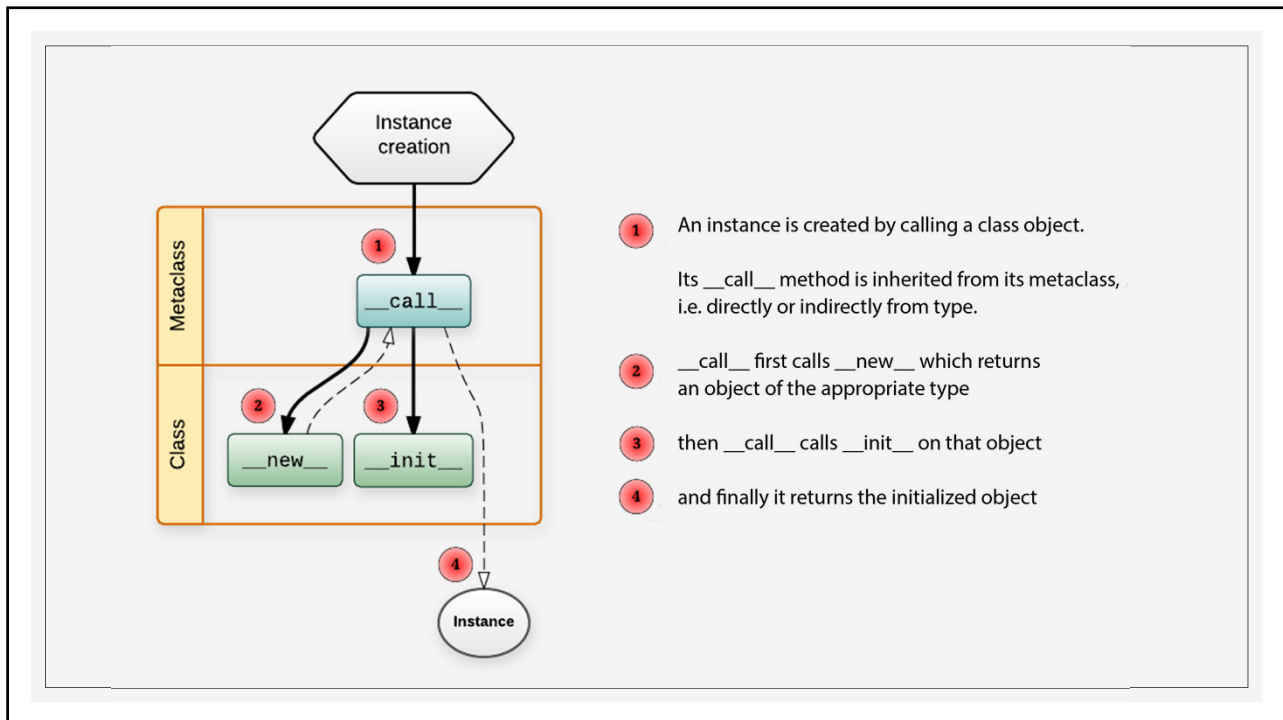 Instance
creation
Metaclass
1
__call__
Class
2
3
__new__
__init__
4
Instance
1 An instance is created by calling a class object.
Its __call__ method is inherited from its metaclass,
i.e. directly or indirectly from type.
2 __call__ first calls __new__ which returns
an object of the appropriate type
3 then __call__ calls __init__ on that object
4 and finally it returns the initialized object